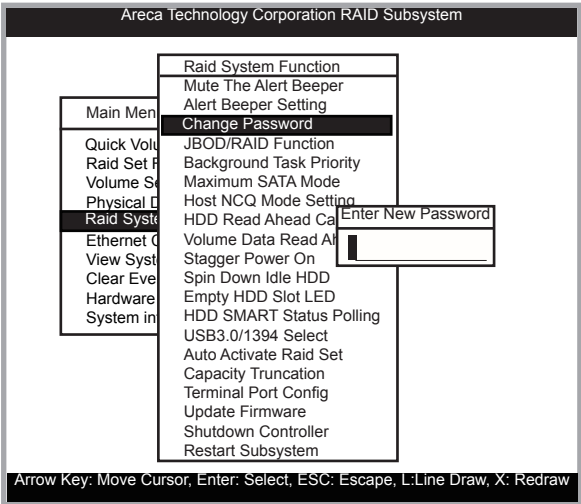 Areca Technology Corporation RAID Subsystem
Main Men
Quick Volu
Raid Set F
Volume Se
Physical D
Raid Syste
Ethernet C
View Syst
Clear Eve
Hardware
System in
Raid System Function
Mute The Alert Beeper
Alert Beeper Setting
Change Password
JBOD/RAID Function
Background Task Priority
Maximum SATA Mode
Host NCQ Mode Setting
HDD Read Ahead Ca
Volume Data Read Ah
Stagger Power On
Spin Down Idle HDD
Empty HDD Slot LED
HDD SMART Status Polling
USB3.0/1394 Select
Auto Activate Raid Set
Capacity Truncation
Terminal Port Config
Update Firmware
Shutdown Controller
Restart Subsystem
Enter New Password
Arrow Key: Move Cursor, Enter: Select, ESC: Escape, L:Line Draw, X: Redraw